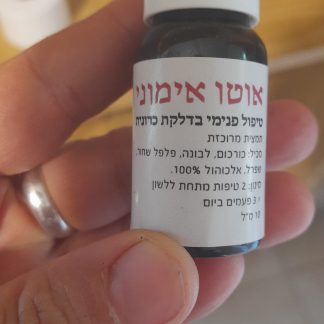 אוטו אימוני
טיפול פנימי בדלקת כרונית
תמצית מרוכזת
מכיל: כורכום, לבונה, פלפל שחור,
שפרל, אלכוהול 100%.
מינון: 2 טיפות מתחת ללשון
* 3 פעמים ביום
10 מ"ל